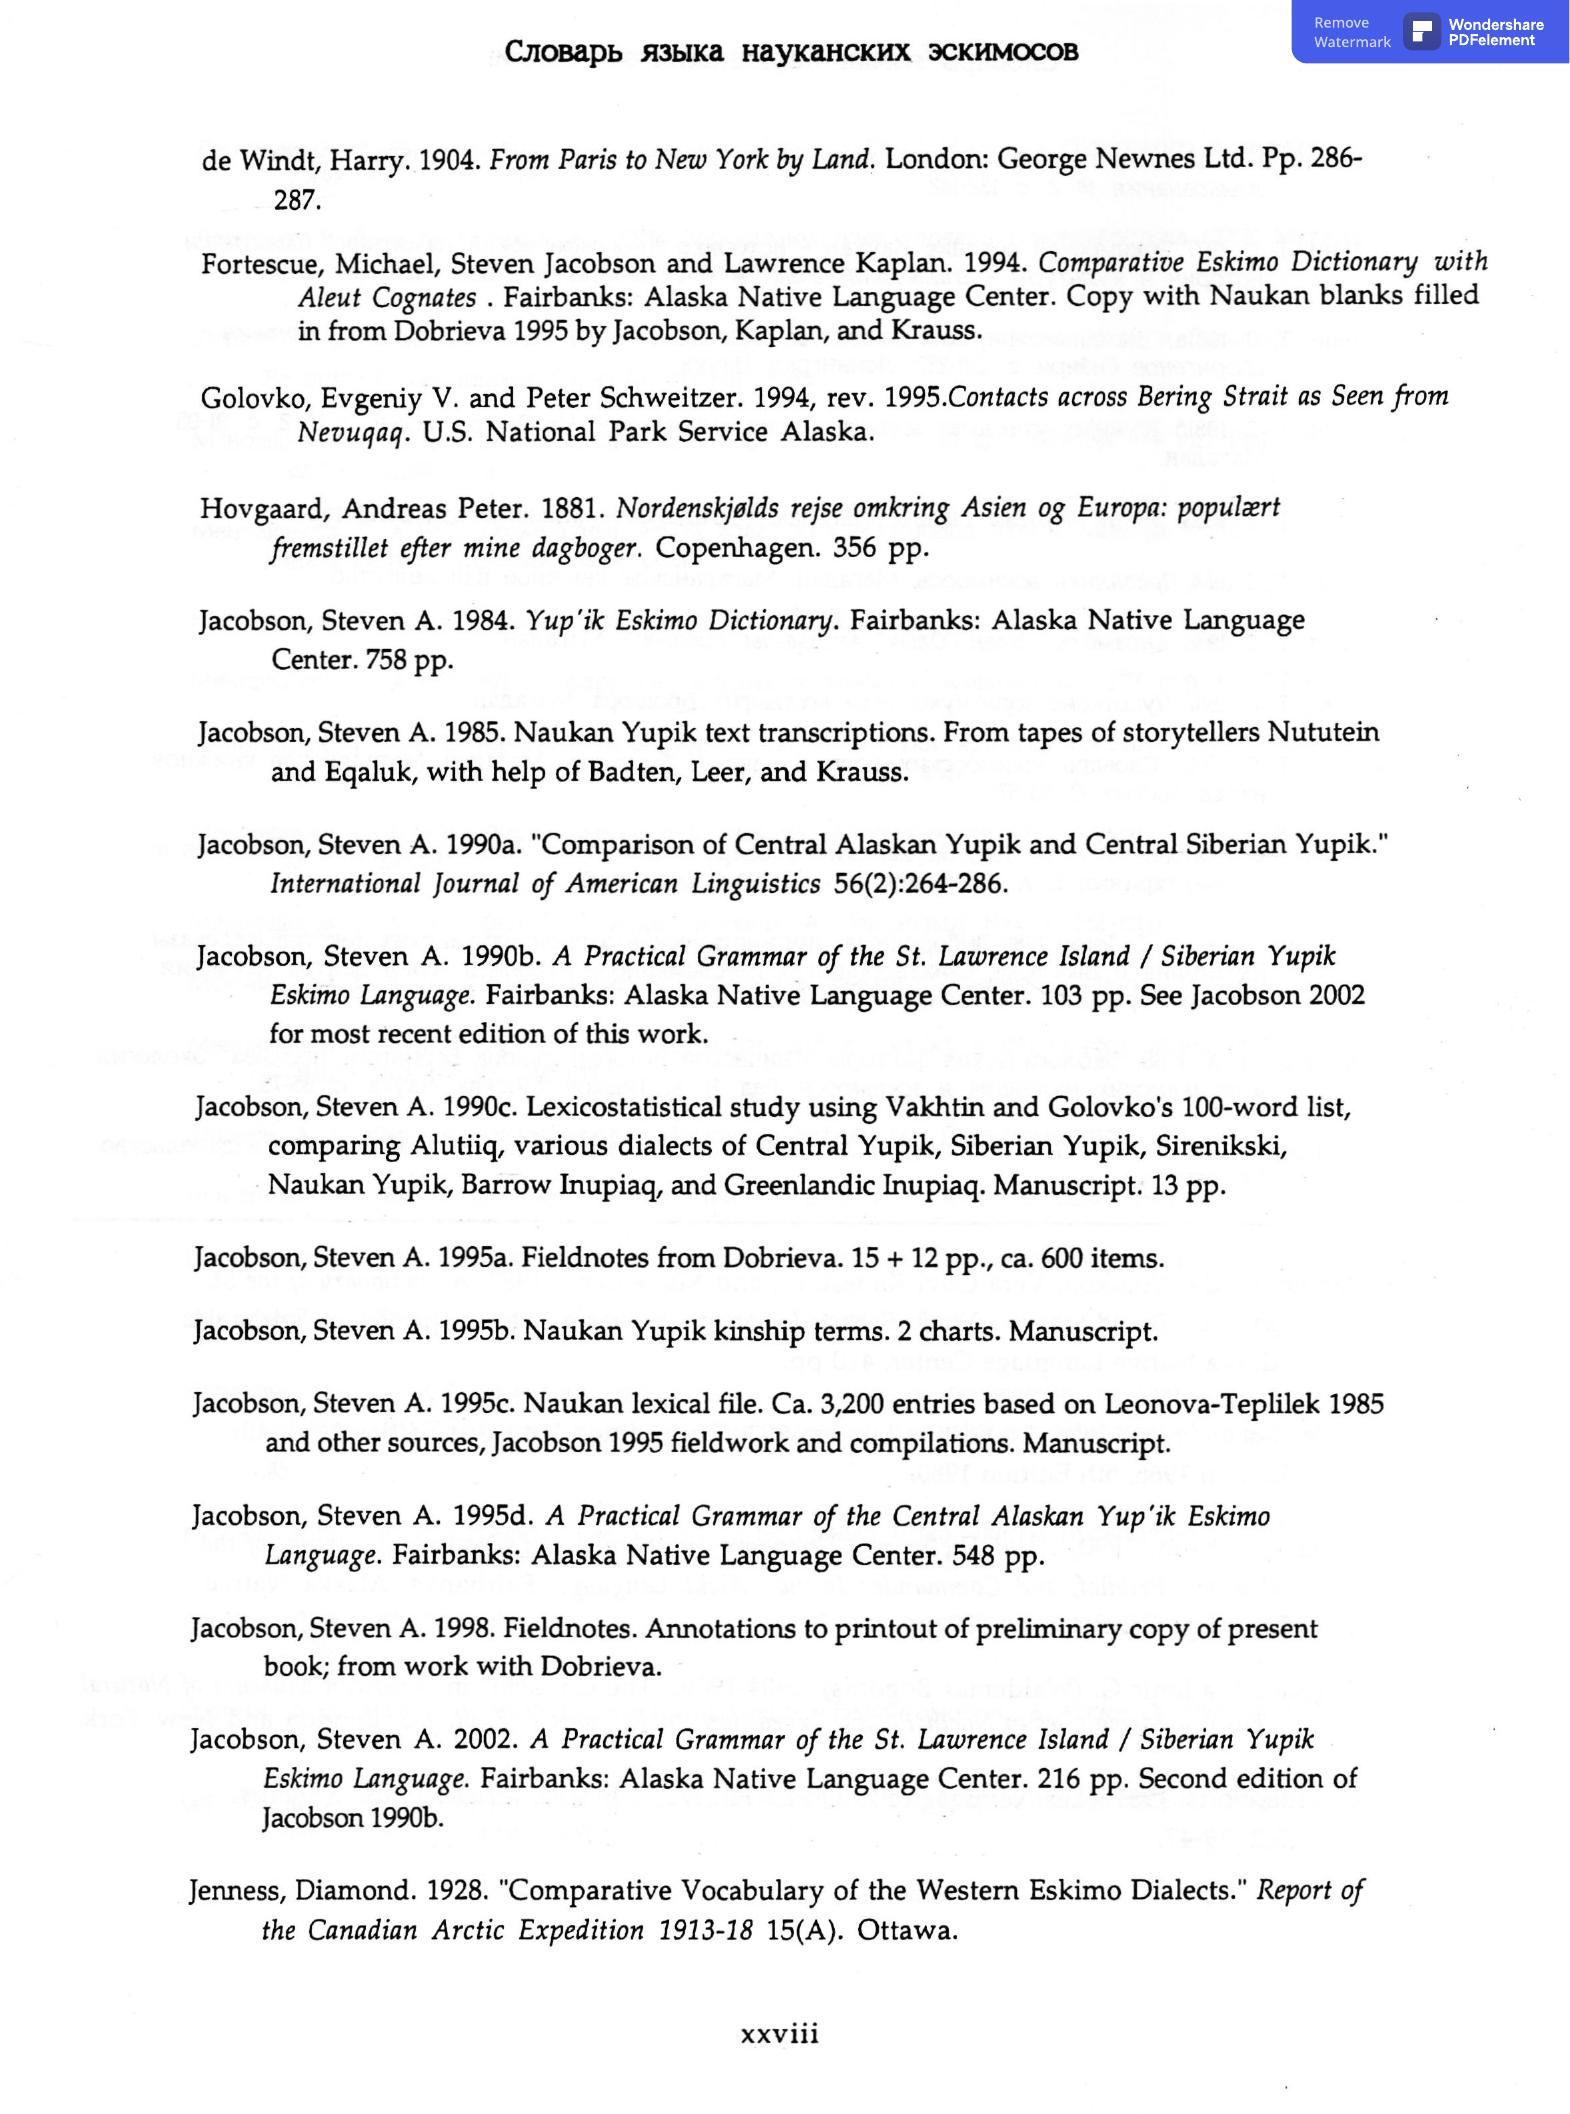 Remove
Watermark
Wondershare
PDFelement
Словарь языка науканских эскимосов
de Windt, Harry. 1904. From Paris to New York by Land. London: George Newnes Ltd. Pp. 286-
287.
Fortescue, Michael, Steven Jacobson and Lawrence Kaplan. 1994. Comparative Eskimo Dictionary with
Aleut Cognates . Fairbanks: Alaska Native Language Center. Copy with Naukan blanks filled
in from Dobrieva 1995 by Jacobson, Kaplan, and Krauss.
Golovko, Evgeniy V. and Peter Schweitzer. 1994, rev. 1995.Contacts across Bering Strait as Seen from
Nevuqaq. U.S. National Park Service Alaska.
Hovgaard, Andreas Peter. 1881. Nordenskjølds rejse omkring Asien og Europa: populært
fremstillet efter mine dagboger. Copenhagen. 356 pp.
Jacobson, Steven A. 1984. Yup'ik Eskimo Dictionary. Fairbanks: Alaska Native Language
Center. 758 pp.
Jacobson, Steven A. 1985. Naukan Yupik text transcriptions. From tapes of storytellers Nututein
and Eqaluk, with help of Badten, Leer, and Krauss.
Jacobson, Steven A. 1990a. "Comparison of Central Alaskan Yupik and Central Siberian Yupik."
International Journal of American Linguistics 56(2):264-286.
Jacobson, Steven A. 1990b. A Practical Grammar of the St. Lawrence Island / Siberian Yupik
Eskimo Language. Fairbanks: Alaska Native Language Center. 103 pp. See Jacobson 2002
for most recent edition of this work.
Jacobson, Steven A. 1990c. Lexicostatistical study using Vakhtin and Golovko's 100-word list,
comparing Alutiiq, various dialects of Central Yupik, Siberian Yupik, Sirenikski,
Naukan Yupik, Barrow Inupiaq, and Greenlandic Inupiaq. Manuscript. 13 pp.
Jacobson, Steven A. 1995a. Fieldnotes from Dobrieva. 15 + 12 pp., ca. 600 items.
Jacobson, Steven A. 1995b. Naukan Yupik kinship terms. 2 charts. Manuscript.
Jacobson, Steven A. 1995c. Naukan lexical file. Ca. 3,200 entries based on Leonova-Teplilek 1985
and other sources, Jacobson 1995 fieldwork and compilations. Manuscript.
Jacobson, Steven A. 1995d. A Practical Grammar of the Central Alaskan Yup'ik Eskimo
Language. Fairbanks: Alaska Native Language Center. 548 pp.
Jacobson, Steven A. 1998. Fieldnotes. Annotations to printout of preliminary copy of present
book; from work with Dobrieva.
Jacobson, Steven A. 2002. A Practical Grammar of the St. Lawrence Island / Siberian Yupik
Eskimo Language. Fairbanks: Alaska Native Language Center. 216 pp. Second edition of
Jacobson 1990b.
Jenness, Diamond. 1928. "Comparative Vocabulary of the Western Eskimo Dialects." Report of
the Canadian Arctic Expedition 1913-18 15(A). Ottawa.
xxviii